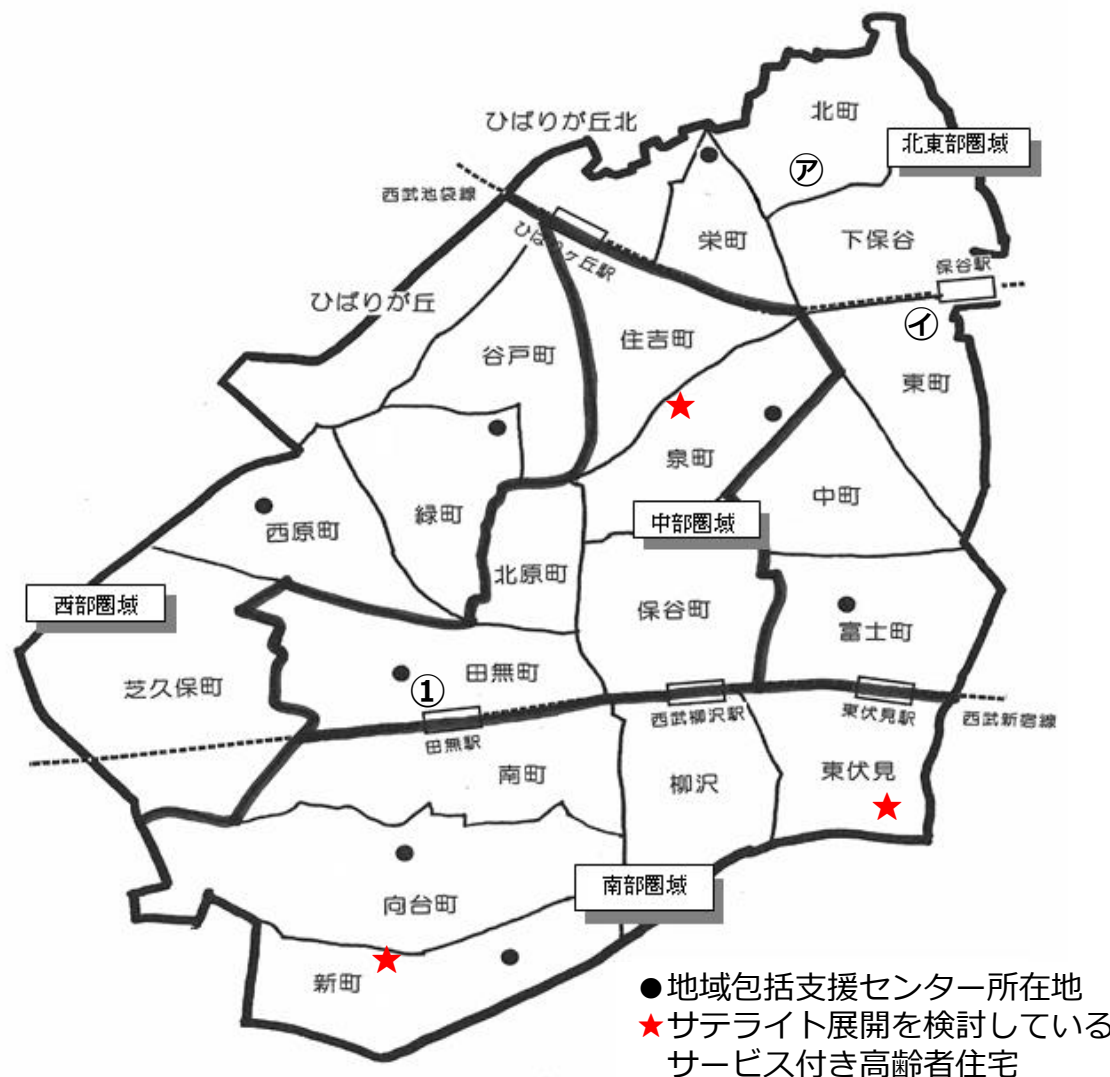 北町
ひばりが丘北
北東部圏域
㋐
西武池袋線
栄町
下保谷
ひばりヶ丘駅
保谷駅
ひばりが丘
㋑
住吉町
谷戸町
東町
★
泉町
中町
緑町
西原町
中部圏域
北原町
西部圏域
保谷町
富士町
田無町
芝久保町
①
西武柳沢駅
東伏見駅
西武新宿線
田無駅
南町
柳沢
東伏見
★
南部圏域
向台町
★
新町
●地域包括支援センター所在地
★サテライト展開を検討している
サービス付き高齢者住宅